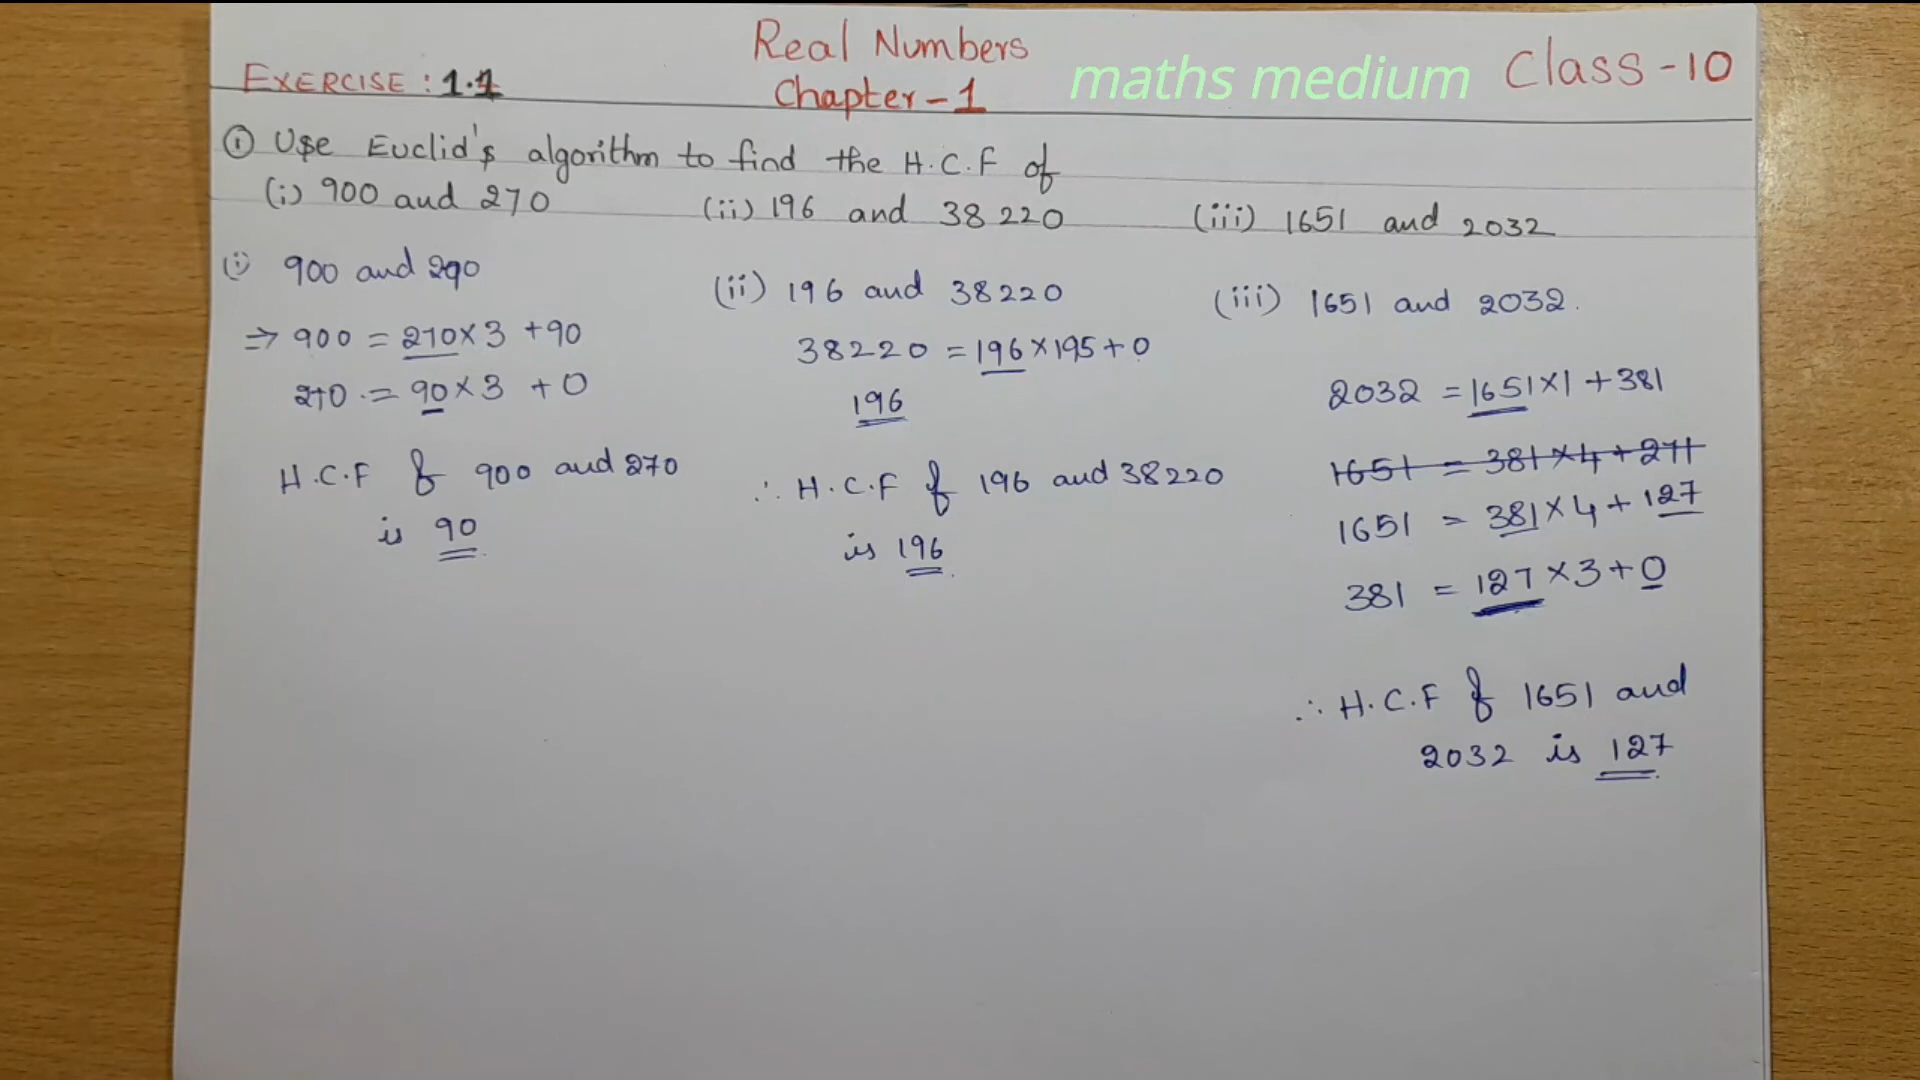 Real Numbers
EXERCISE : 1.1
Chapter - 1
maths medium
Class - 10
① Use Euclid's algorithm to find the H.C.F of
(i) 900 and 270 (ii) 196 and 38220 (iii) 1651 and 2032
(i) 900 and 290
⇒ 900 = 270 × 3 + 90
270 = 90 × 3 + 0
H.C.F of 900 and 270
is 90
(ii) 196 and 38220
38220 = 196 × 195 + 0
196
∴ H.C.F of 196 and 38220
is 196.
(iii) 1651 and 2032.
2032 = 1651 × 1 + 381
1651 = 381 × 4 + 271
1651 = 381 × 4 + 127
381 = 127 × 3 + 0
∴ H.C.F of 1651 and
2032 is 127.